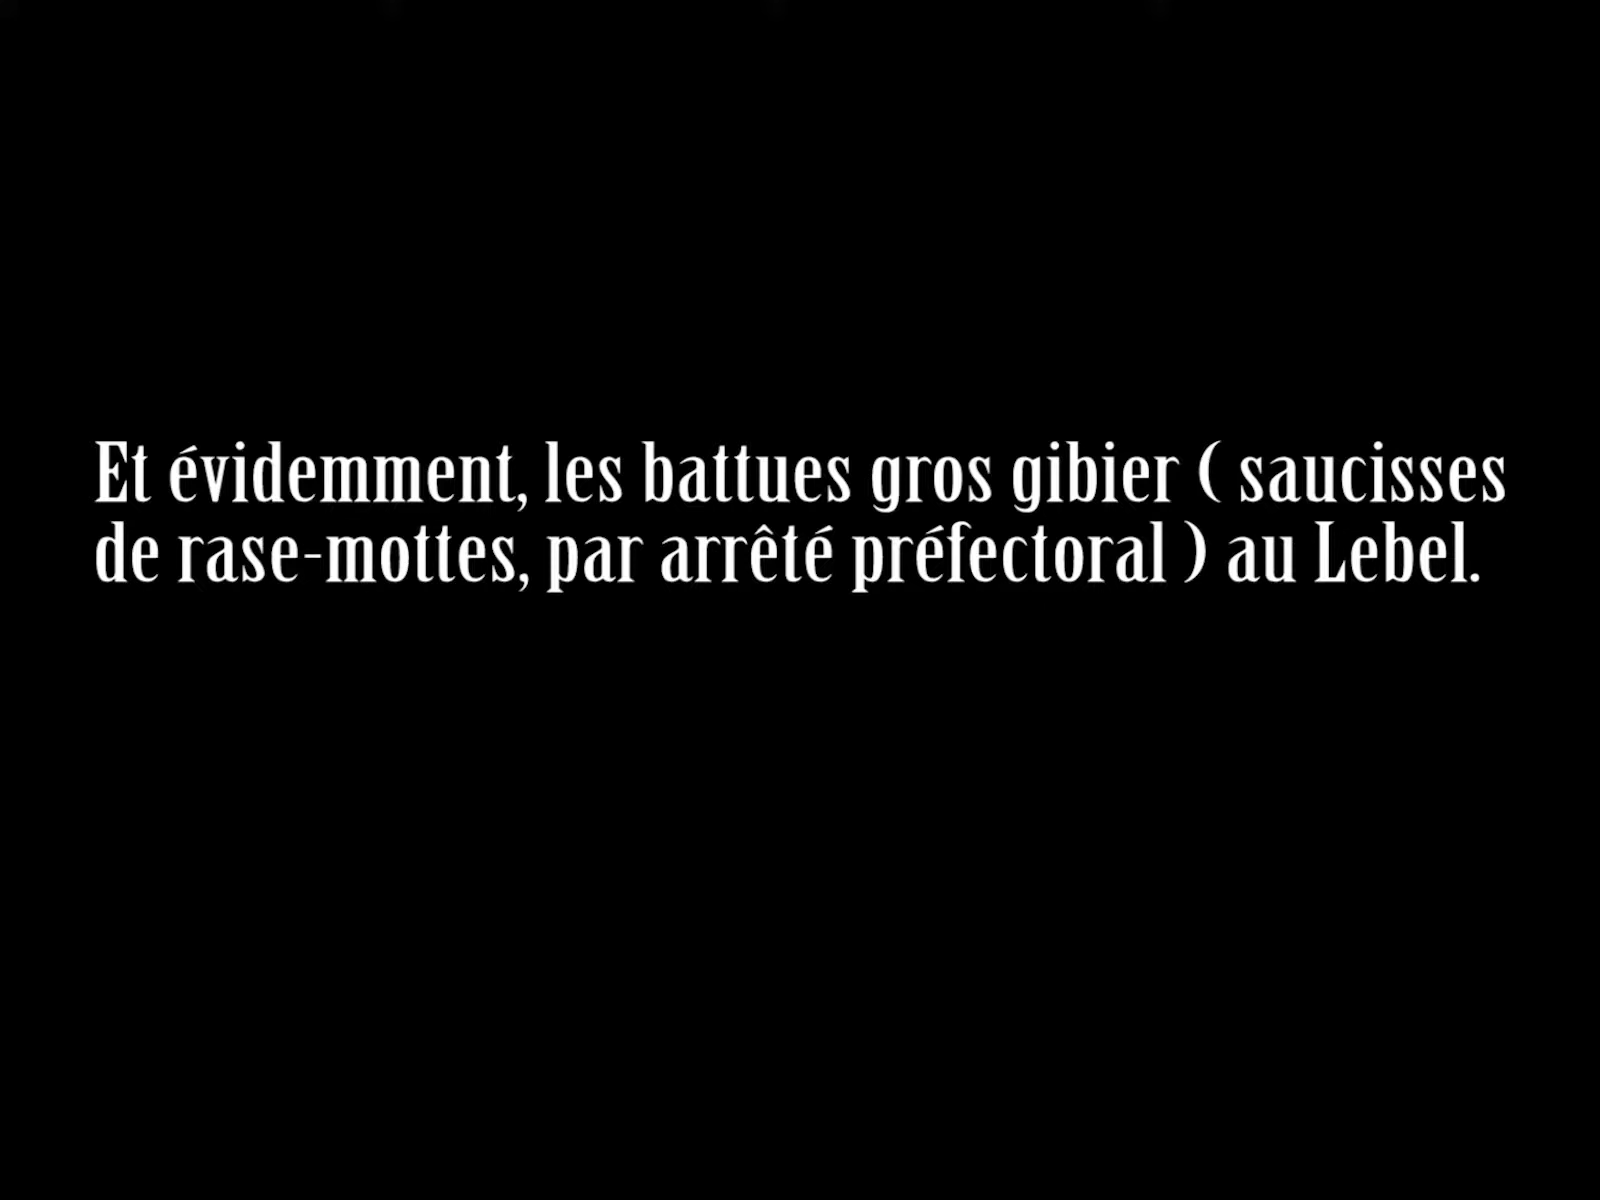 Et évidemment, les battues gros gibier ( saucisses
de rase-mottes, par arrêté préfectoral ) au Lebel.